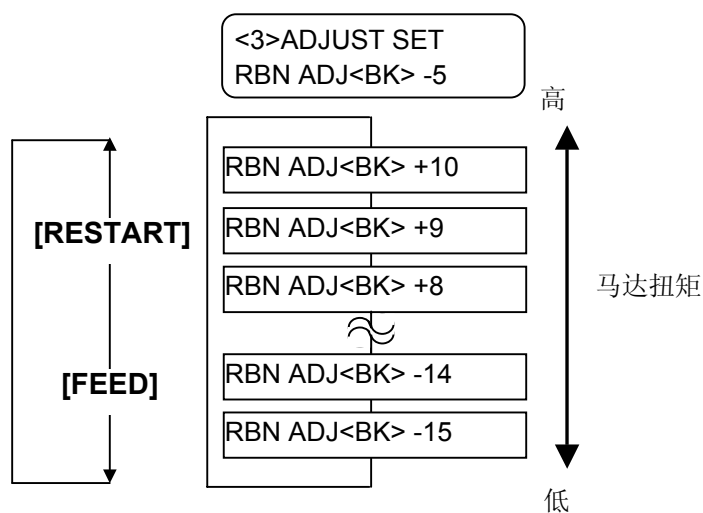 <3>ADJUST SET
RBN ADJ<BK> -5
高
RBN ADJ<BK> +10
[RESTART]
RBN ADJ<BK> +9
RBN ADJ<BK> +8
马达扭矩
[FEED]
RBN ADJ<BK> -14
RBN ADJ<BK> -15
低